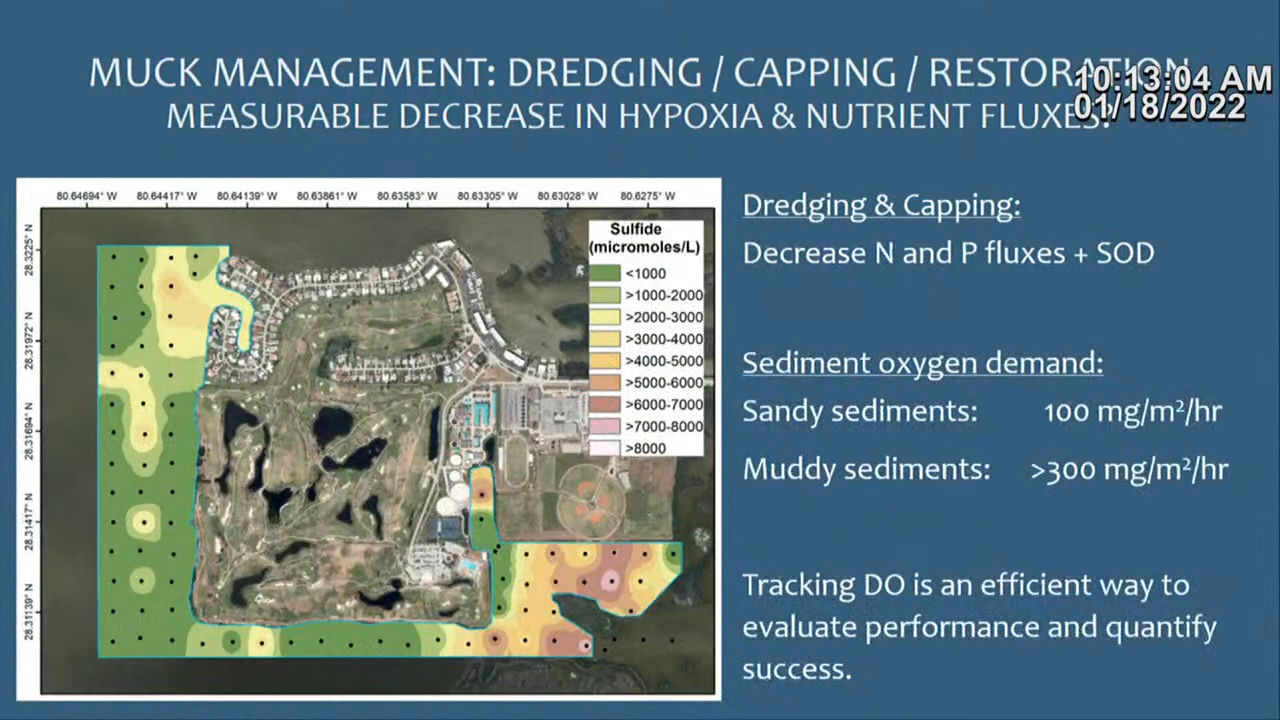 MUCK MANAGEMENT: DREDGING / CAPPING / RESTORATION
10:13:04 AM
MEASURABLE DECREASE IN HYPOXIA & NUTRIENT FLUXES:
01/18/2022
80.64694° W 80.64417° W 80.64139° W 80.63861° W 80.63583° W 80.63305° W 80.63028° W 80.6275° W
28.3225° N
28.31972° N
28.31694° N
28.31417° N
28.31139° N
Sulfide
(micromoles/L)
<1000
>1000-2000
>2000-3000
>3000-4000
>4000-5000
>5000-6000
>6000-7000
>7000-8000
>8000
Dredging & Capping:
Decrease N and P fluxes + SOD
Sediment oxygen demand:
Sandy sediments: 100 mg/m²/hr
Muddy sediments: >300 mg/m²/hr
Tracking DO is an efficient way to
evaluate performance and quantify
success.